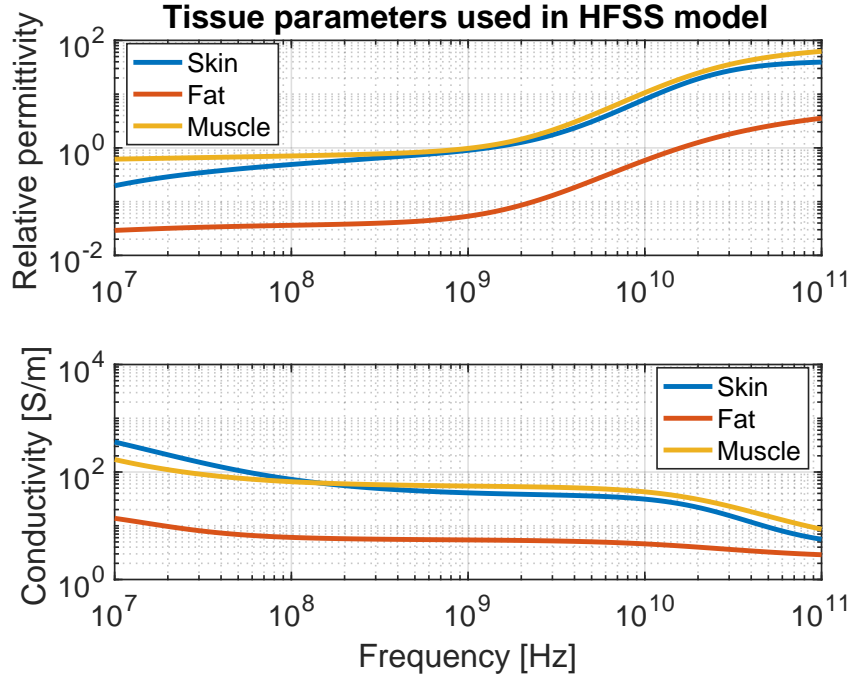 Tissue parameters used in HFSS model
Relative permittivity
10^2
10^0
10^-2
Skin
Fat
Muscle
10^7 10^8 10^9 10^10 10^11
Conductivity [S/m]
10^4
10^2
10^0
Skin
Fat
Muscle
10^7 10^8 10^9 10^10 10^11
Frequency [Hz]